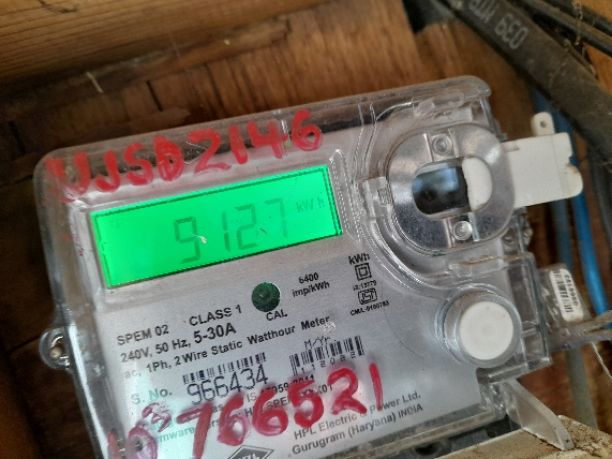 UJSD2146
9127 kWh
6400
imp/kWh
kWh
SPEM 02 CLASS 1
CAL
240V, 50 Hz, 5-30A
ac, 1Ph, 2 Wire Static Watthour Meter
M/Yr.
S. No. 966434
766521
HPL Electric & Power Ltd.
Gurugram (Haryana) INDIA